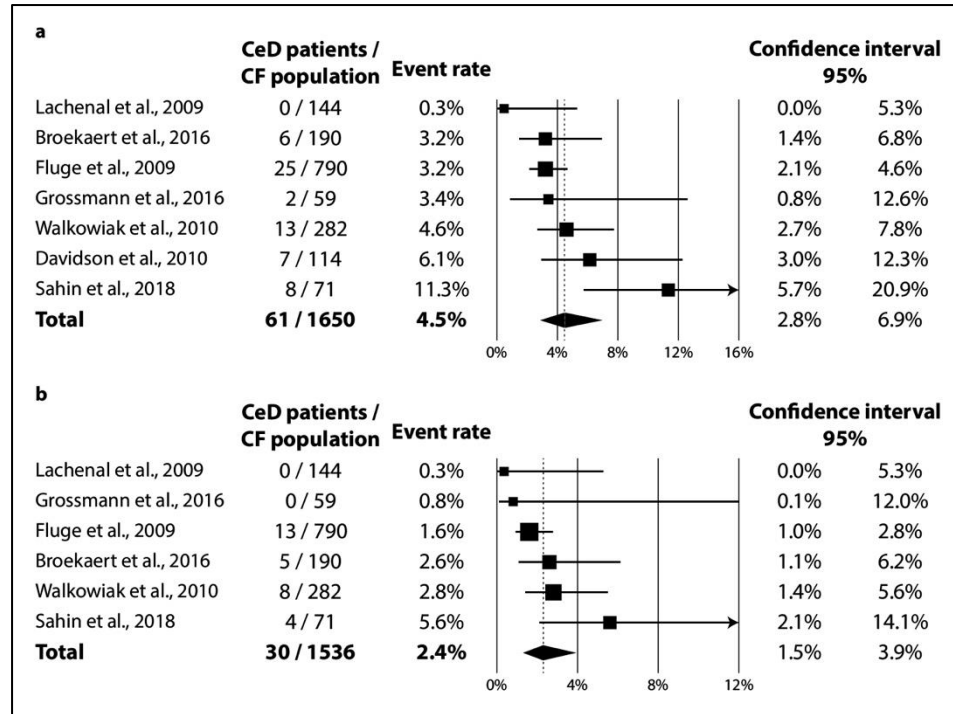 a
CeD patients / Confidence interval
CF population Event rate 95%
Lachenal et al., 2009 0 / 144 0.3% 0.0% 5.3%
Broekaert et al., 2016 6 / 190 3.2% 1.4% 6.8%
Fluge et al., 2009 25 / 790 3.2% 2.1% 4.6%
Grossmann et al., 2016 2 / 59 3.4% 0.8% 12.6%
Walkowiak et al., 2010 13 / 282 4.6% 2.7% 7.8%
Davidson et al., 2010 7 / 114 6.1% 3.0% 12.3%
Sahin et al., 2018 8 / 71 11.3% 5.7% 20.9%
Total 61 / 1650 4.5% 2.8% 6.9%
0% 4% 8% 12% 16%
b
CeD patients / Confidence interval
CF population Event rate 95%
Lachenal et al., 2009 0 / 144 0.3% 0.0% 5.3%
Grossmann et al., 2016 0 / 59 0.8% 0.1% 12.0%
Fluge et al., 2009 13 / 790 1.6% 1.0% 2.8%
Broekaert et al., 2016 5 / 190 2.6% 1.1% 6.2%
Walkowiak et al., 2010 8 / 282 2.8% 1.4% 5.6%
Sahin et al., 2018 4 / 71 5.6% 2.1% 14.1%
Total 30 / 1536 2.4% 1.5% 3.9%
0% 4% 8% 12%